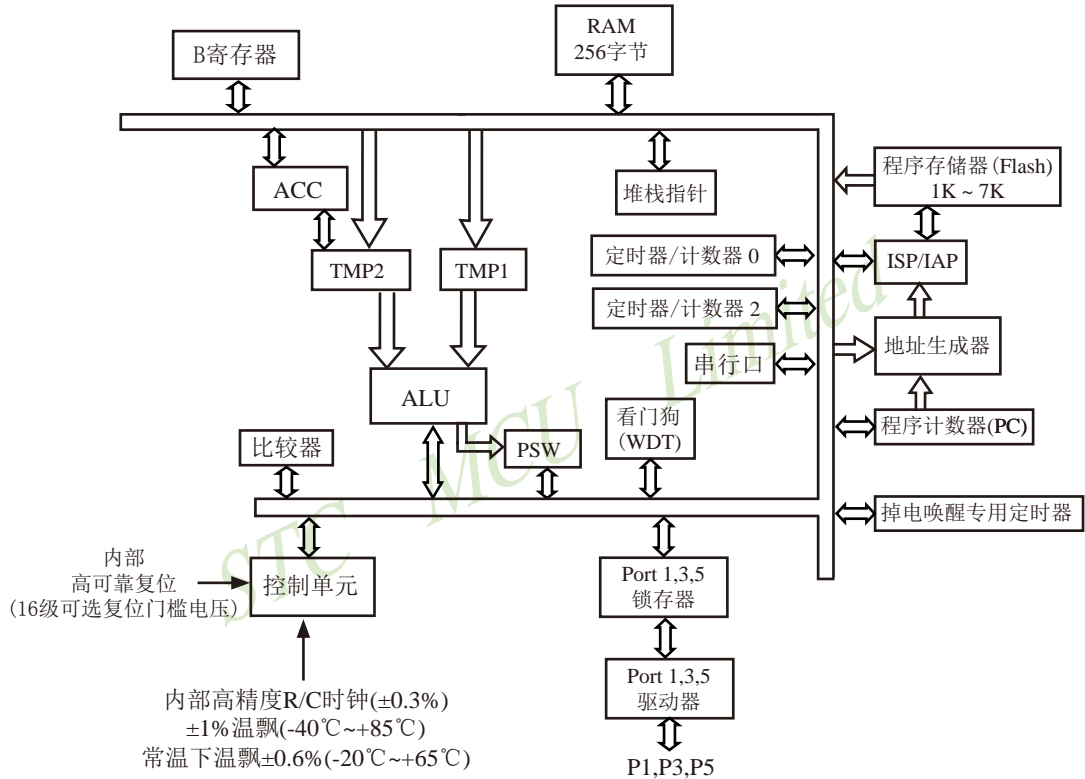 B寄存器
RAM
256字节
ACC
堆栈指针
程序存储器(Flash)
1K ~ 7K
TMP2
TMP1
定时器/计数器 0
ISP/IAP
定时器/计数器 2
地址生成器
串行口
ALU
看门狗
(WDT)
程序计数器(PC)
比较器
PSW
掉电唤醒专用定时器
内部
高可靠复位
(16级可选复位门槛电压)
控制单元
Port 1,3,5
锁存器
内部高精度R/C时钟(±0.3%)
±1%温飘(-40℃~+85℃)
常温下温飘±0.6%(-20℃~+65℃)
Port 1,3,5
驱动器
P1,P3,P5
STC MCU Limited